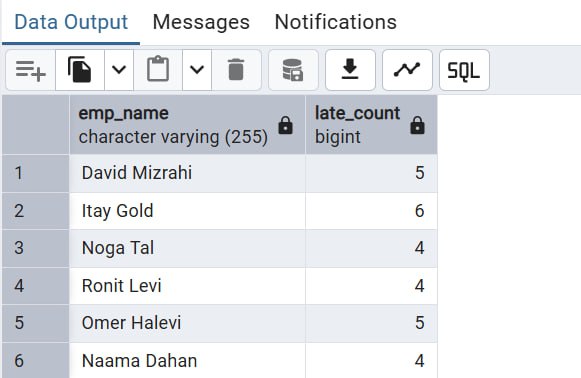 Data Output Messages Notifications
SQL
emp_name late_count
character varying (255) bigint
1 David Mizrahi 5
2 Itay Gold 6
3 Noga Tal 4
4 Ronit Levi 4
5 Omer Halevi 5
6 Naama Dahan 4